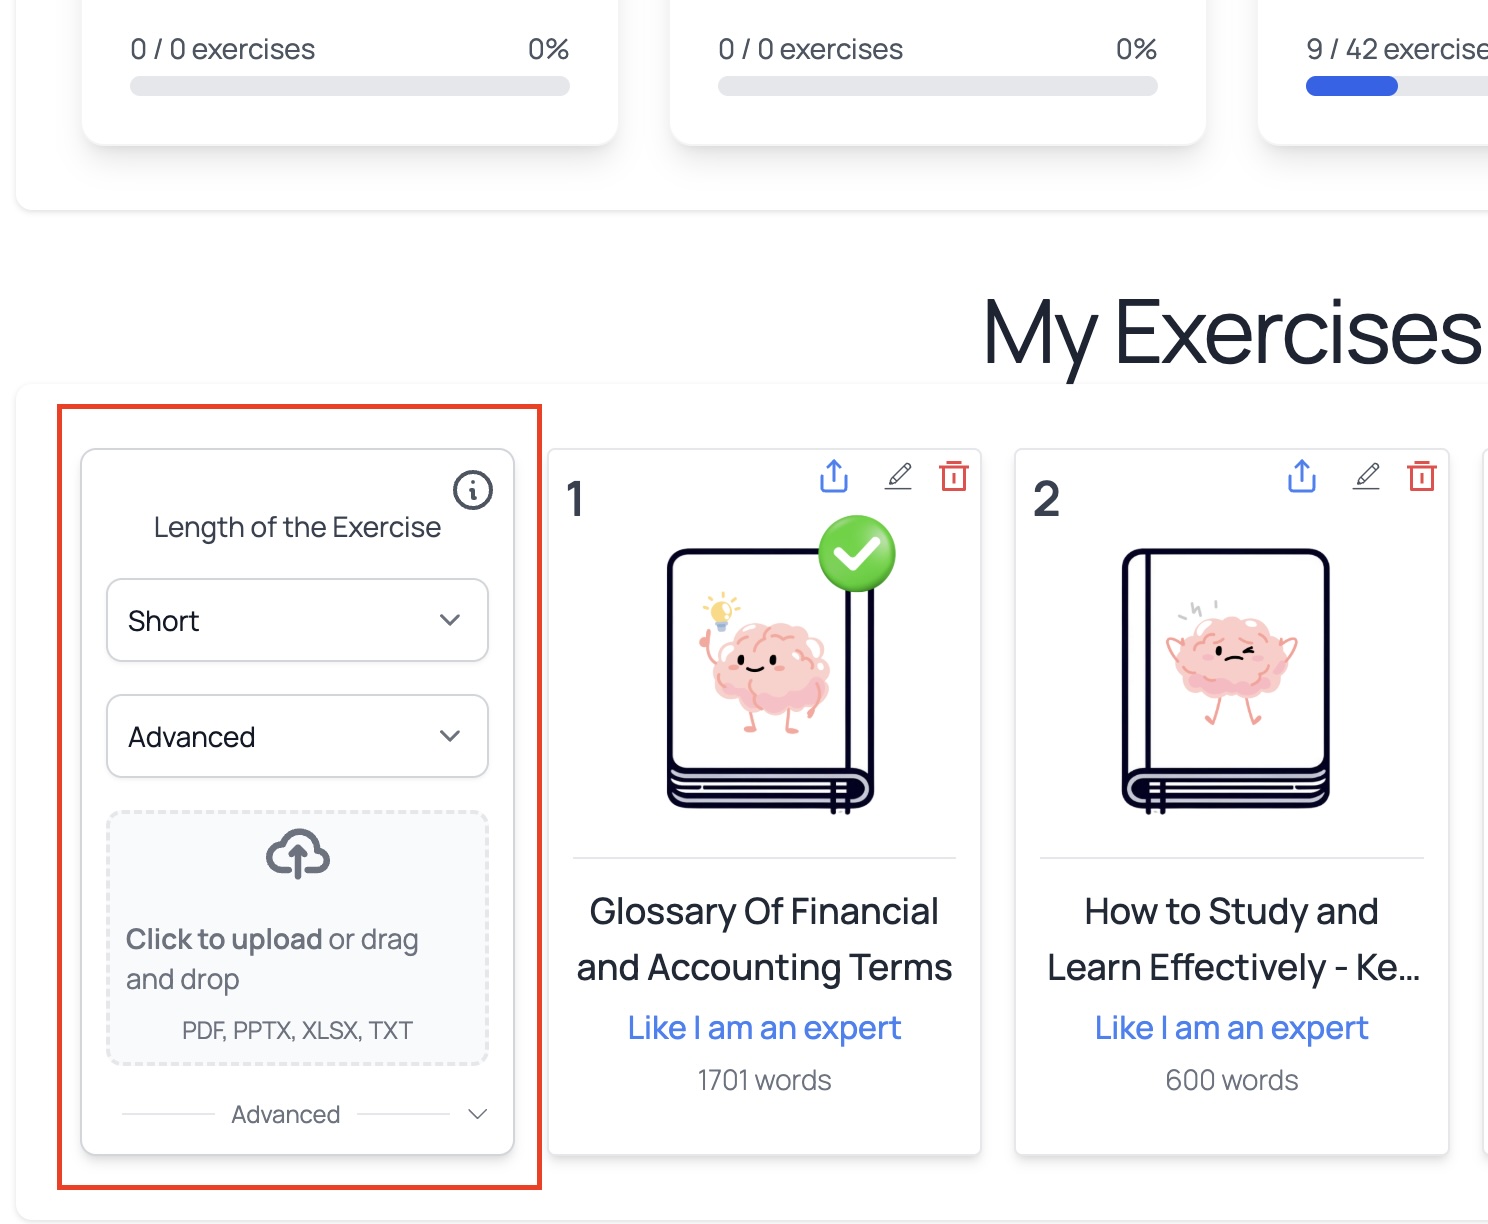 0 / 0 exercises 0%
0 / 0 exercises 0%
9 / 42 exercise
My Exercises
Length of the Exercise
Short
Advanced
Click to upload or drag
and drop
PDF, PPTX, XLSX, TXT
Advanced
1
Glossary Of Financial
and Accounting Terms
Like I am an expert
1701 words
2
How to Study and
Learn Effectively - Ke...
Like I am an expert
600 words